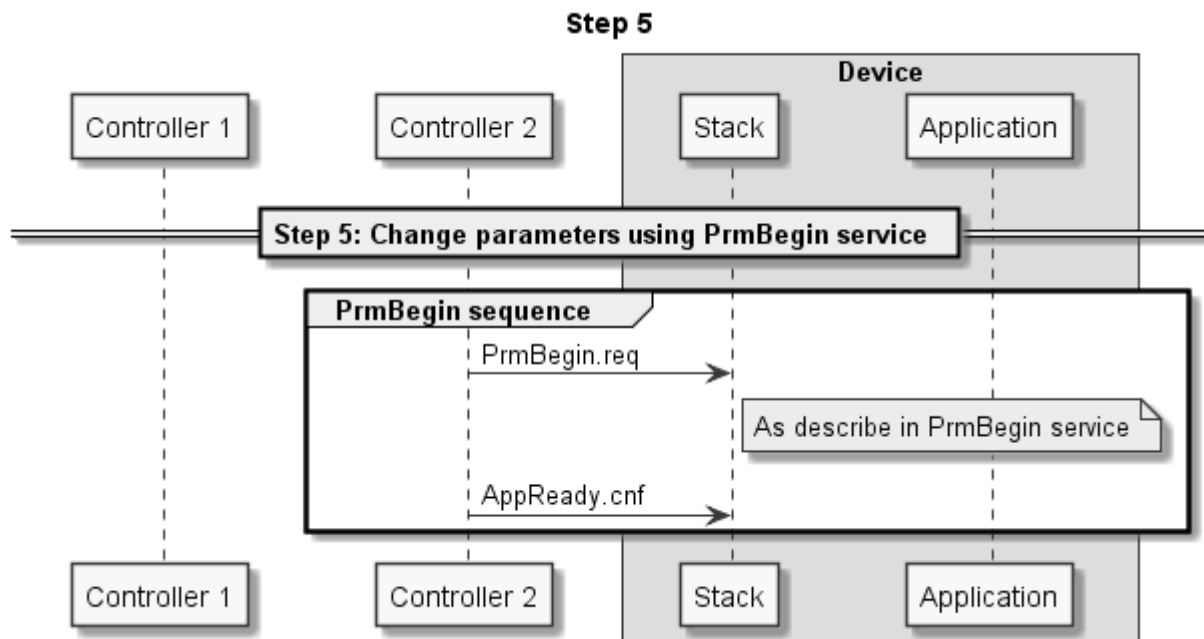 Step 5
Device
Controller 1
Controller 2
Stack
Application
Step 5: Change parameters using PrmBegin service
PrmBegin sequence
PrmBegin.req
As describe in PrmBegin service
AppReady.cnf
Controller 1
Controller 2
Stack
Application